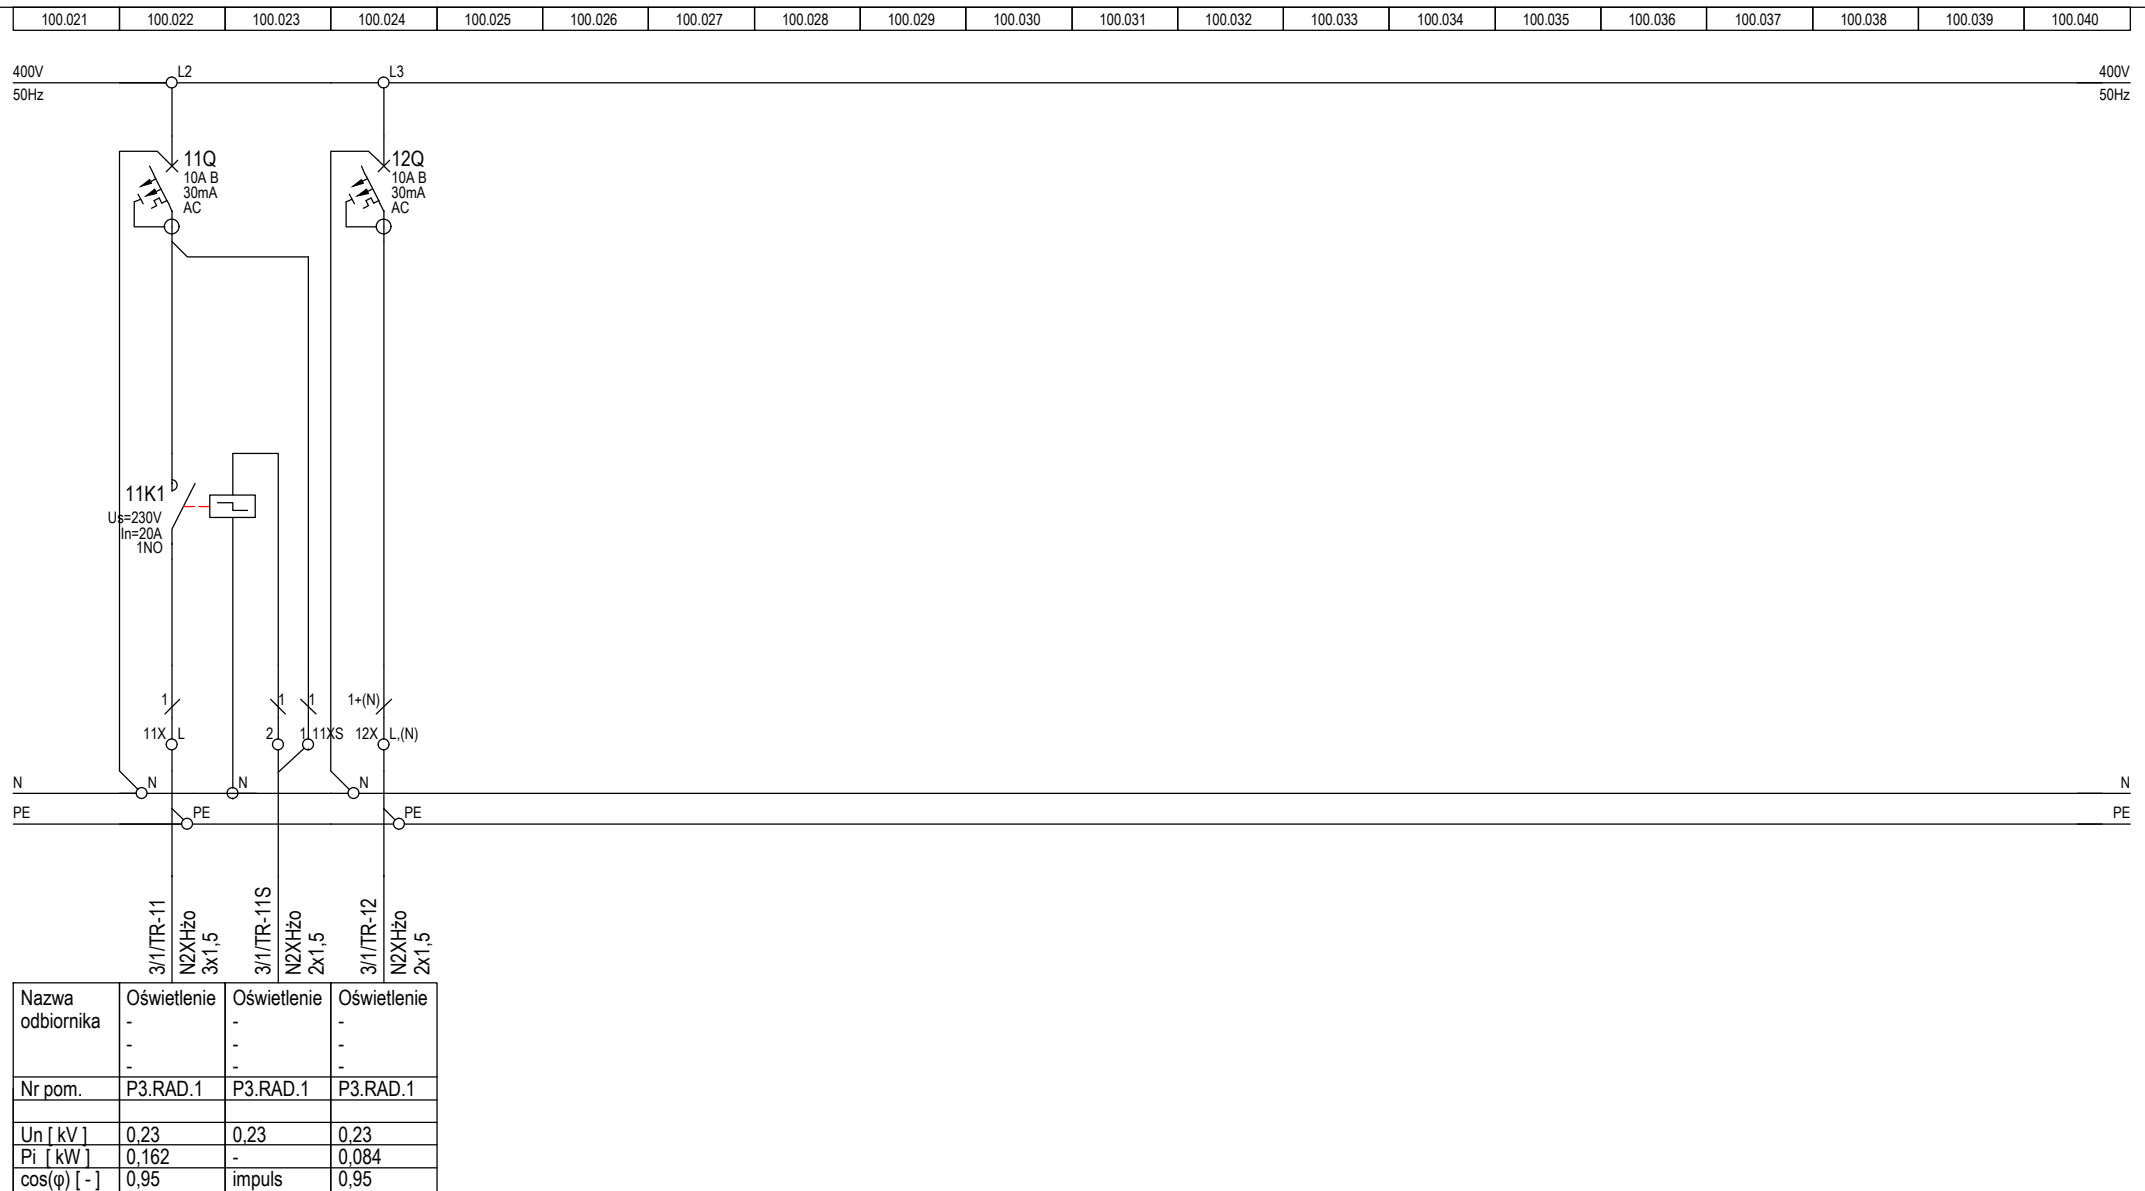 100.021 100.022 100.023 100.024 100.025 100.026 100.027 100.028 100.029 100.030 100.031 100.032 100.033 100.034 100.035 100.036 100.037 100.038 100.039 100.040
400V L2 L3 400V
50Hz 50Hz
11Q 12Q
10A B 10A B
30mA 30mA
AC AC
11K1
Us=230V
In=20A
1NO
1 1 1 1+(N)
11X L 2 1 11XS 12X L,(N)
N N N N N
PE PE PE PE
3/1/TR-11
N2XHżo
3x1,5
3/1/TR-11S
N2XHżo
2x1,5
3/1/TR-12
N2XHżo
2x1,5
Nazwa Oświetlenie Oświetlenie Oświetlenie
odbiornika - - -
- - -
- - -
Nr pom. P3.RAD.1 P3.RAD.1 P3.RAD.1
Un [ kV ] 0,23 0,23 0,23
Pi [ kW ] 0,162 - 0,084
cos(φ) [ - ] 0,95 impuls 0,95